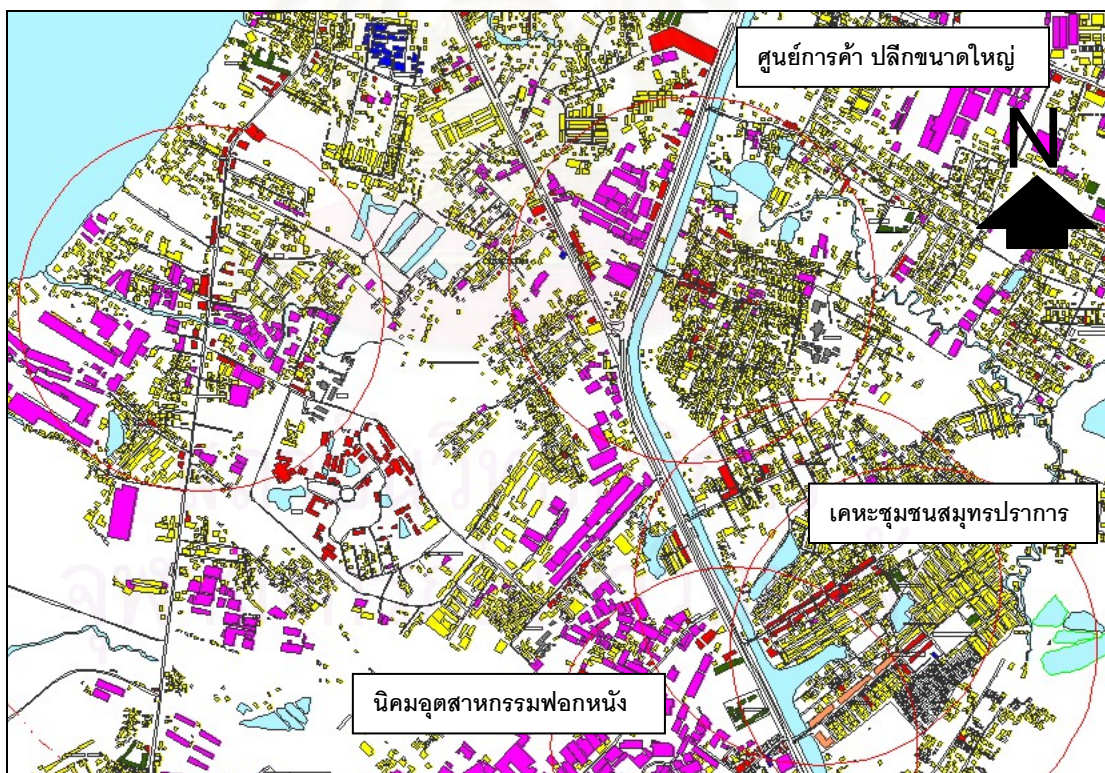 ศูนย์การค้า ปลีกขนาดใหญ่
N
เคหะชุมชนสมุทรปราการ
นิคมอุตสาหกรรมฟอกหนัง